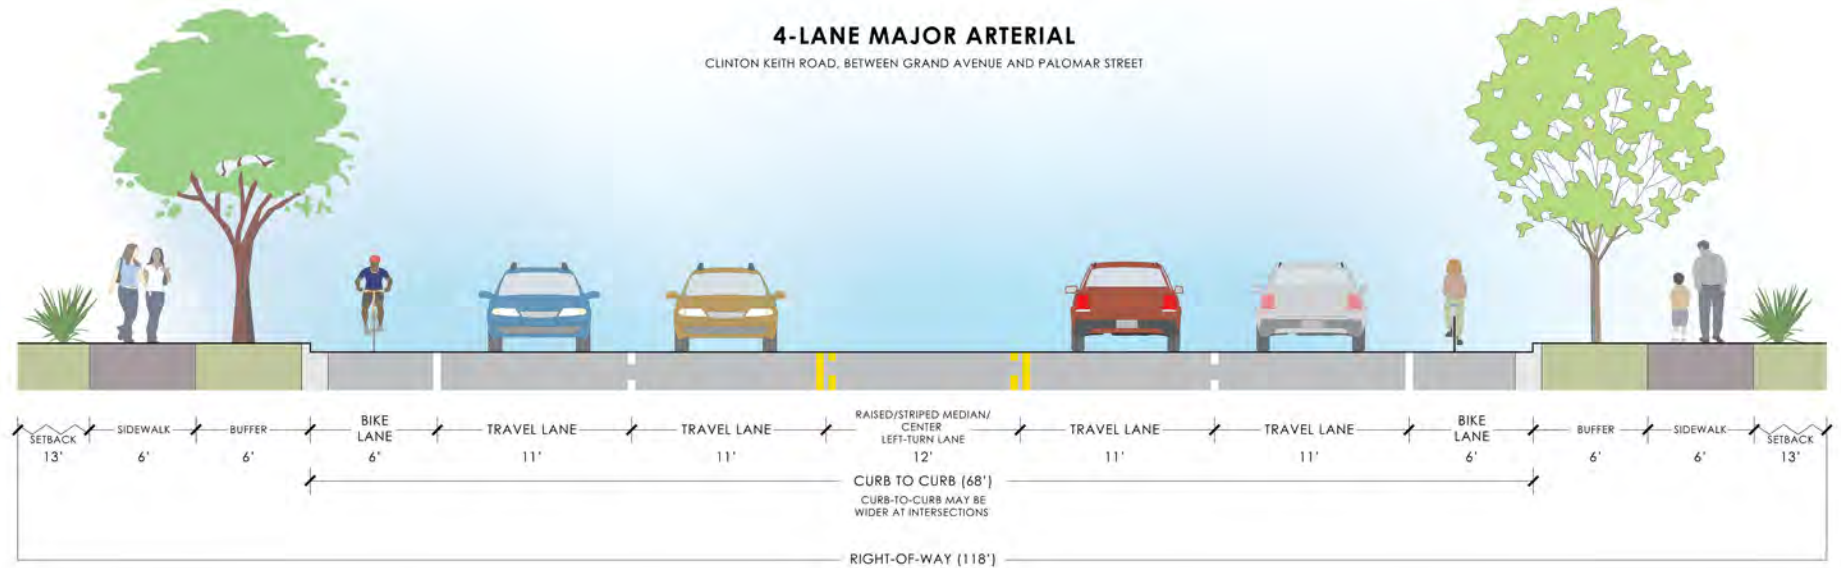 4-LANE MAJOR ARTERIAL
CLINTON KEITH ROAD, BETWEEN GRAND AVENUE AND PALOMAR STREET
SETBACK
13'
SIDEWALK
6'
BUFFER
6'
BIKE
LANE
6'
TRAVEL LANE
11'
TRAVEL LANE
11'
RAISED/STRIPED MEDIAN/
CENTER
LEFT-TURN LANE
12'
TRAVEL LANE
11'
TRAVEL LANE
11'
BIKE
LANE
6'
BUFFER
6'
SIDEWALK
6'
SETBACK
13'
CURB TO CURB (68')
CURB-TO-CURB MAY BE
WIDER AT INTERSECTIONS
RIGHT-OF-WAY (118')